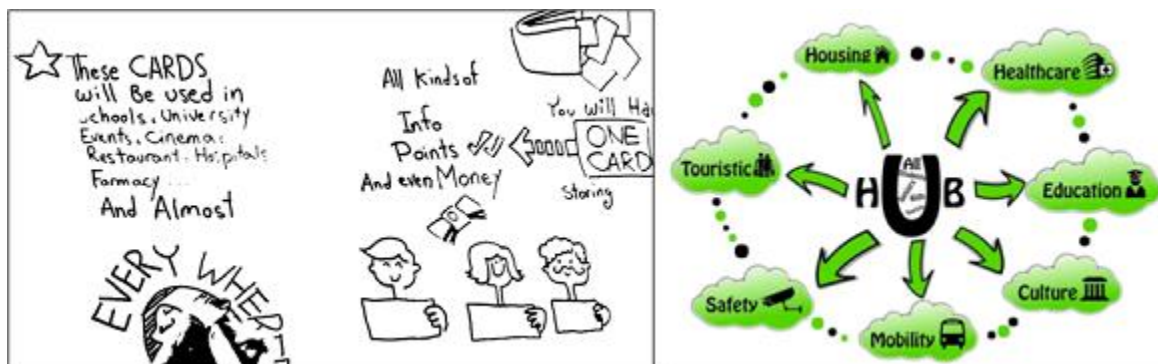 These CARDS
will Be used in
Schools, University
Events, Cinema
Restaurant, Hospitals
Farmacy ...
And Almost
EVERY WHERE
All Kinds of
Info
Points
And even Money
You will Ha
ONE
CARD
Storing
Housing
Healthcare
Touristic
All
HUB
Education
Safety
Culture
Mobility